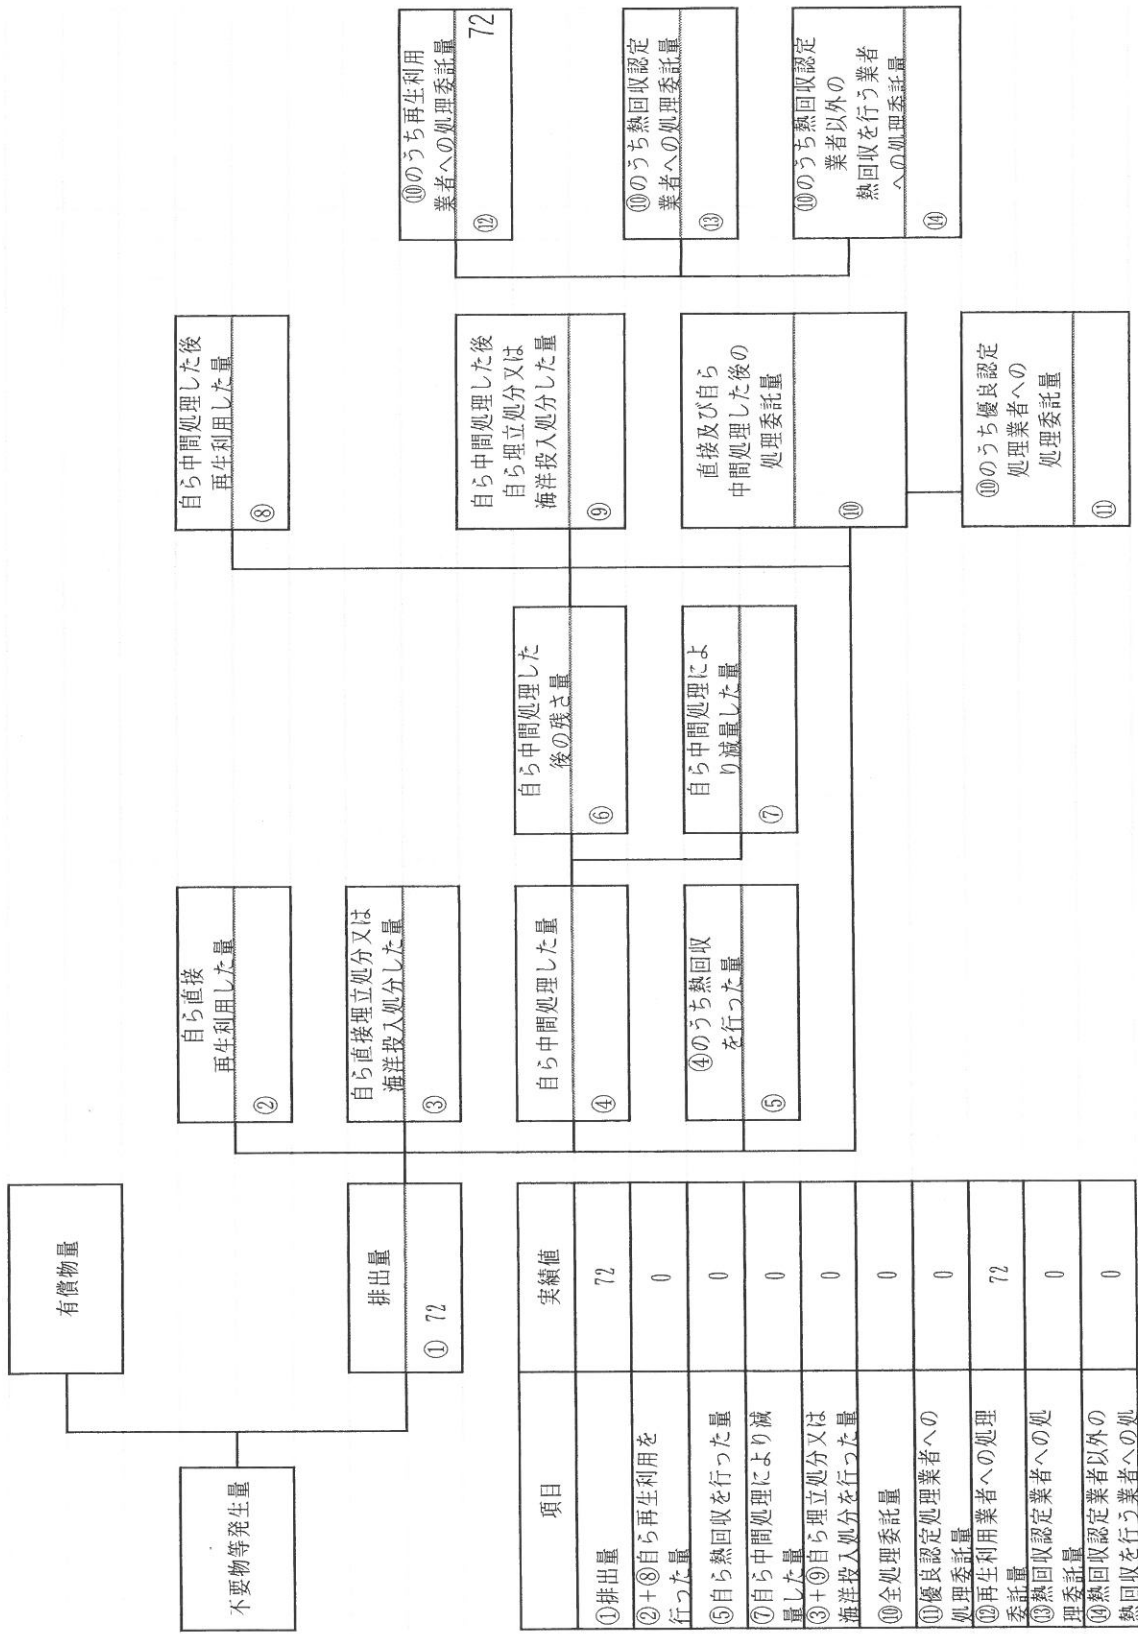 不要物等発生量
有償物量
排出量
① 72
自ら直接
再生利用した量
②
自ら直接埋立処分又は
海洋投入処分した量
③
自ら中間処理した量
④
④のうち熱回収
を行った量
⑤
自ら中間処理した
後の残さ量
⑥
自ら中間処理によ
り減量した量
⑦
自ら中間処理した後
再生利用した量
⑧
自ら中間処理した後
自ら埋立処分又は
海洋投入処分した量
⑨
直接及び自ら
中間処理した後の
処理委託量
⑩
⑩のうち優良認定
処理業者への
処理委託量
⑪
⑩のうち再生利用
業者への処理委託量
⑫ 72
⑩のうち熱回収認定
業者への処理委託量
⑬
⑩のうち熱回収認定
業者以外の
熱回収を行う業者
への処理委託量
⑭
項目 実績値
①排出量 72
②+⑧自ら再生利用を
行った量 0
⑤自ら熱回収を行った量 0
⑦自ら中間処理により減
量した量 0
③+⑨自ら埋立処分又は
海洋投入処分を行った量 0
⑩全処理委託量 0
⑪優良認定処理業者への
処理委託量 0
⑫再生利用業者への処理
委託量 72
⑬熱回収認定業者への処
理委託量 0
⑭熱回収認定業者以外の
熱回収を行う業者への処 0